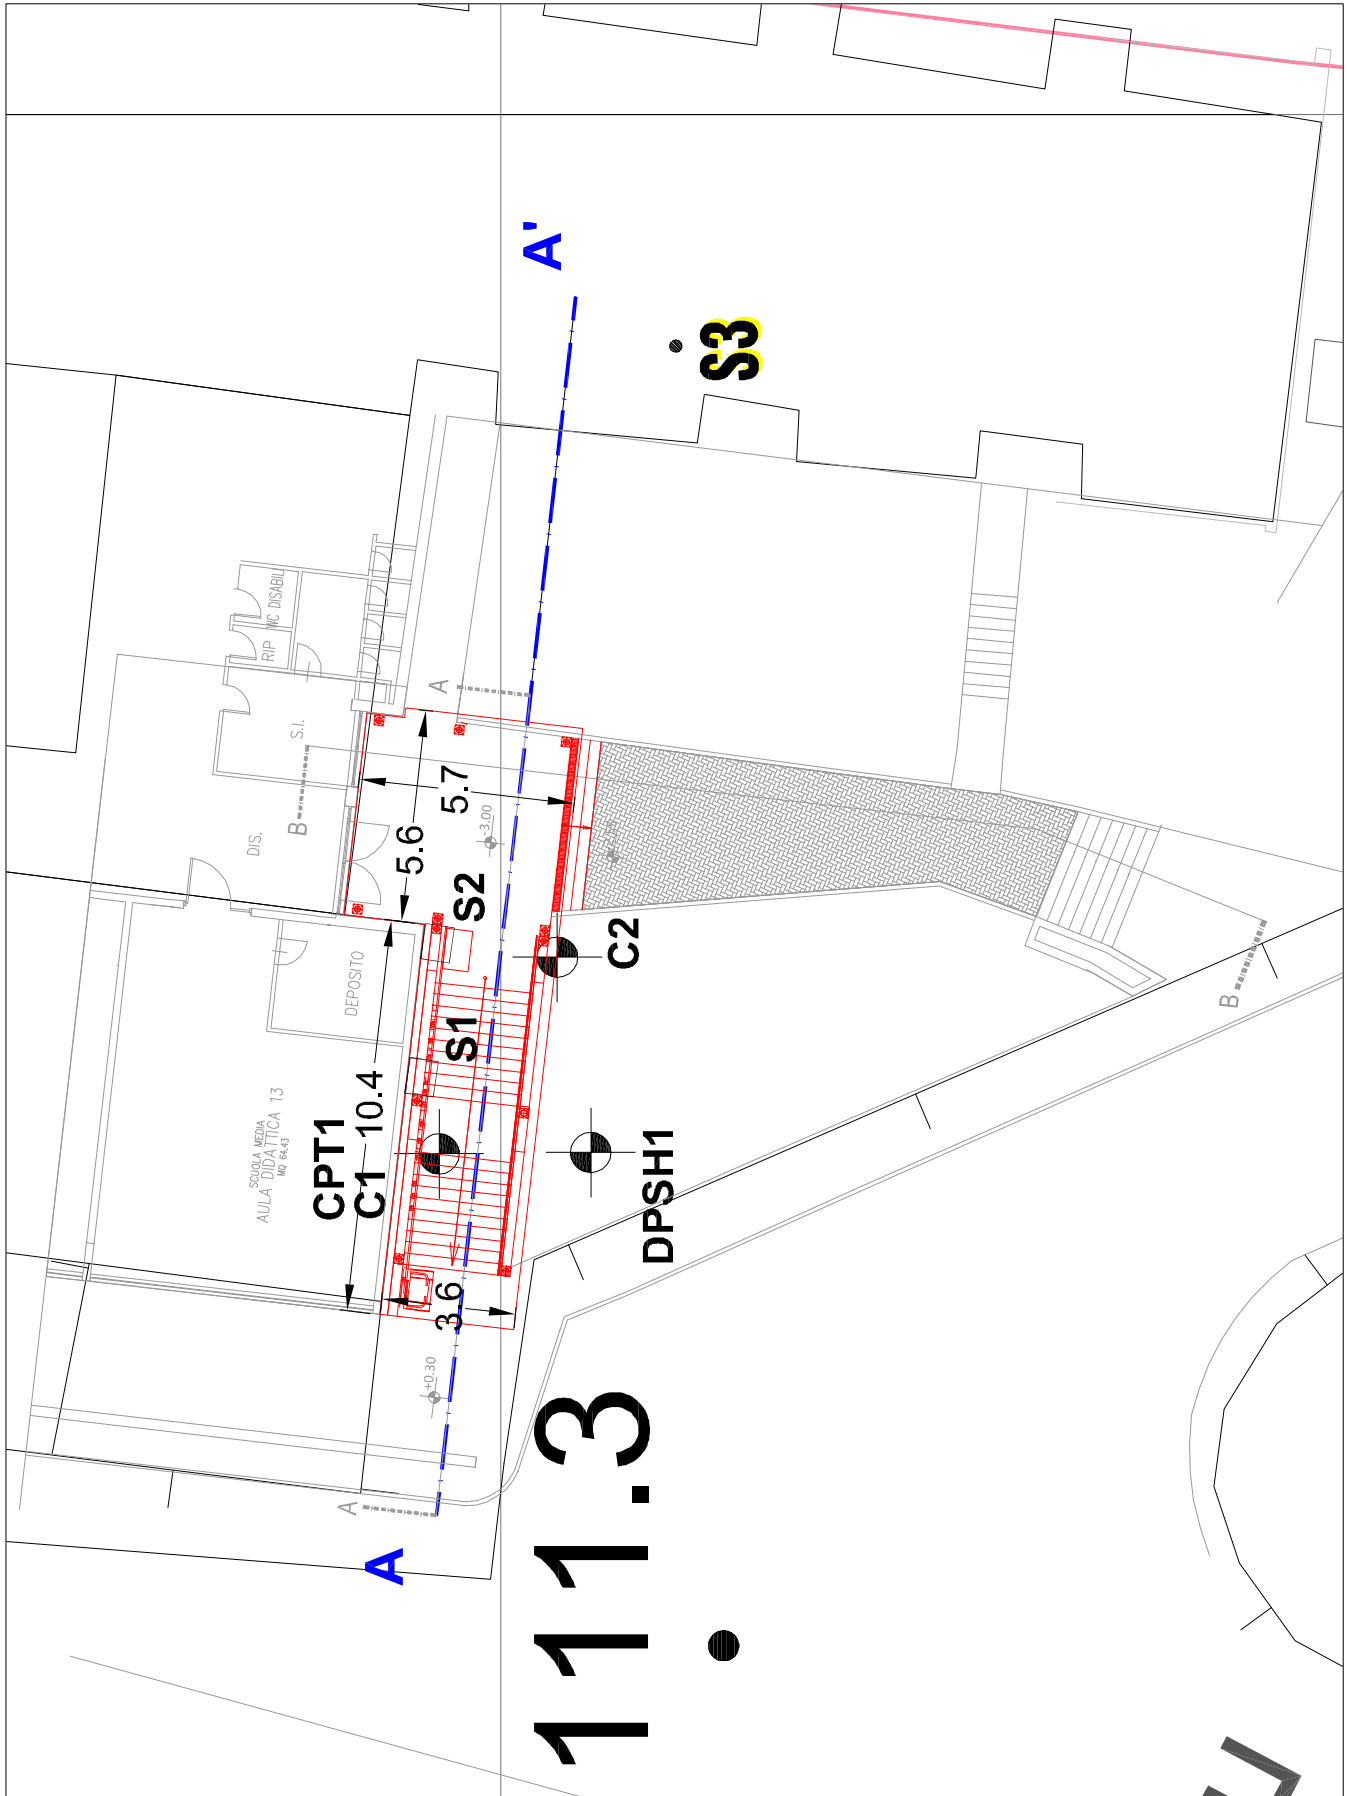 A'
S3
WC DISABILI
RIP
S.I.
DIS.
A
B
5.7
5.6
-3.00
S2
C2
DEPOSITO
S1
SCUOLA MEDIA
AULA DIDATTICA 13
MQ 64.43
CPT1
C1
10.4
DPSH1
B
3.6
+0.30
A
A
111.3